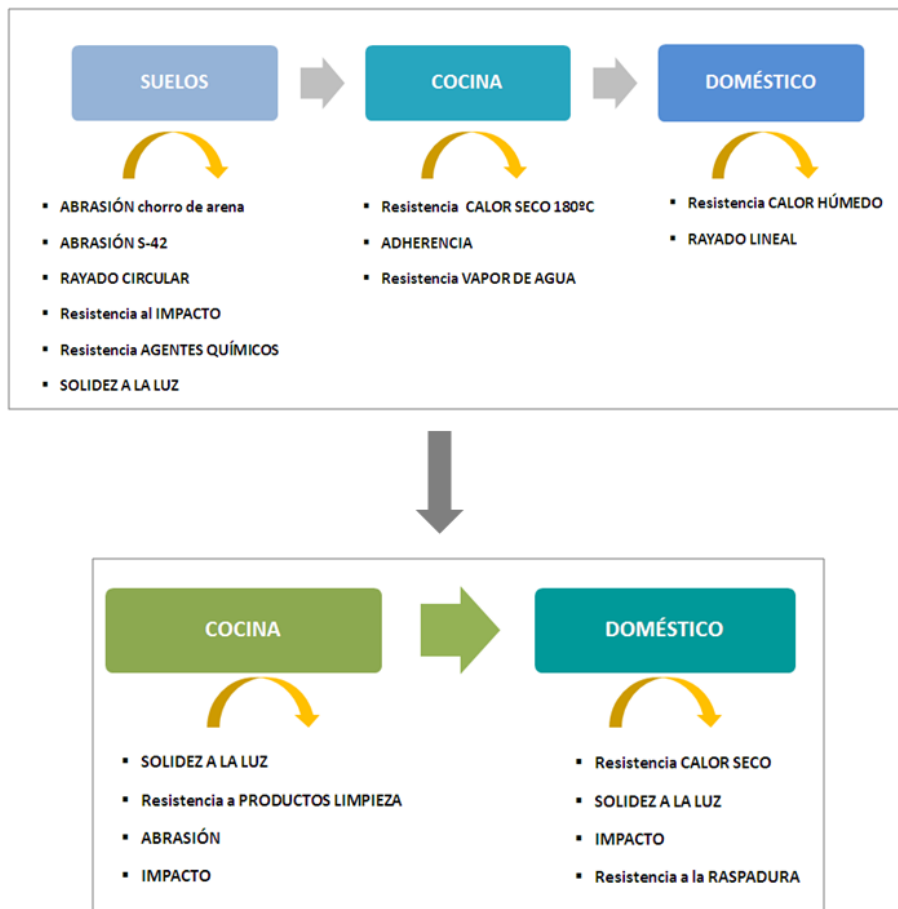 SUELOS
COCINA
DOMÉSTICO
▪ ABRASIÓN chorro de arena
▪ ABRASIÓN S-42
▪ RAYADO CIRCULAR
▪ Resistencia al IMPACTO
▪ Resistencia AGENTES QUÍMICOS
▪ SOLIDEZ A LA LUZ
▪ Resistencia CALOR SECO 180ºC
▪ ADHERENCIA
▪ Resistencia VAPOR DE AGUA
▪ Resistencia CALOR HÚMEDO
▪ RAYADO LINEAL
COCINA
DOMÉSTICO
▪ SOLIDEZ A LA LUZ
▪ Resistencia a PRODUCTOS LIMPIEZA
▪ ABRASIÓN
▪ IMPACTO
▪ Resistencia CALOR SECO
▪ SOLIDEZ A LA LUZ
▪ IMPACTO
▪ Resistencia a la RASPADURA